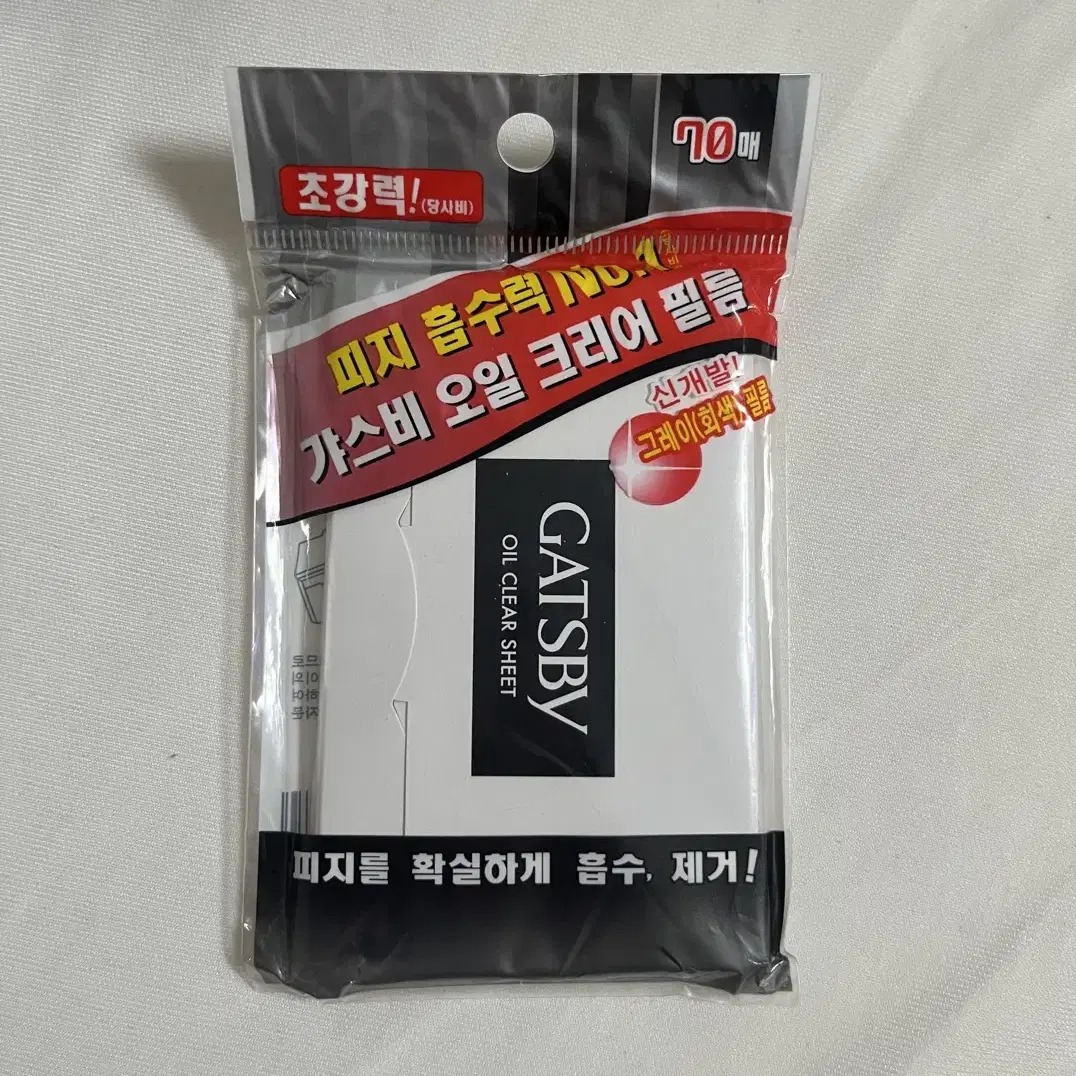 70매
초강력!(당사비)
피지 흡수력 No.1
갸스비 오일 크리어 필름
신개발!
그레이(회색) 필름
GATSBY
OIL CLEAR SHEET
피지를 확실하게 흡수, 제거!